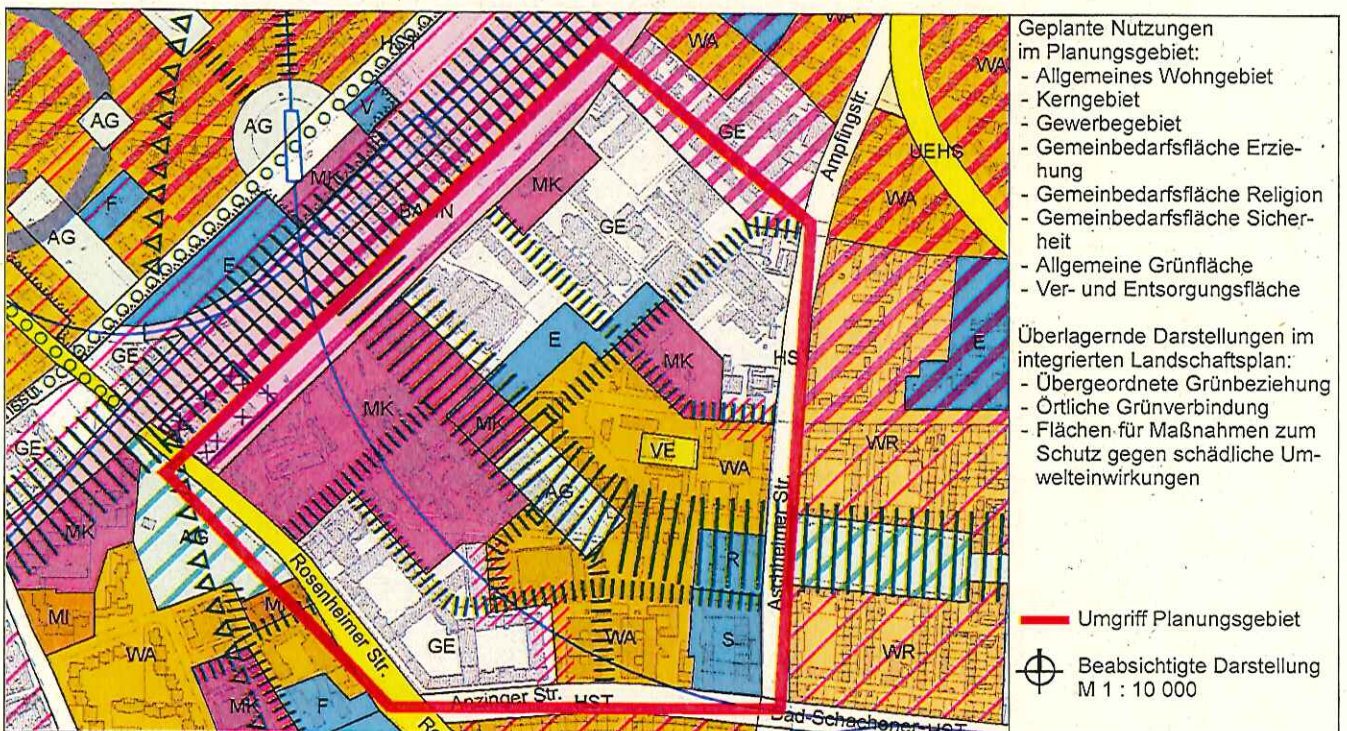 Geplante Nutzungen
im Planungsgebiet:
- Allgemeines Wohngebiet
- Kerngebiet
- Gewerbegebiet
- Gemeinbedarfsfläche Erzie-
hung
- Gemeinbedarfsfläche Religion
- Gemeinbedarfsfläche Sicher-
heit
- Allgemeine Grünfläche
- Ver- und Entsorgungsfläche
Überlagernde Darstellungen im
integrierten Landschaftsplan:
- Übergeordnete Grünbeziehung
- Örtliche Grünverbindung
- Flächen für Maßnahmen zum
Schutz gegen schädliche Um-
welteinwirkungen
Umgriff Planungsgebiet
Beabsichtigte Darstellung
M 1 : 10 000
WA
WA
WA
HST
V
AG
AG
GE
Ampfingstr.
UEHS
MK
MK
F
BAHN
GE
WA
AG
E
E
E
GE
MK
HST
MK
MK
GE
VE
WA
WR
MK
AG
AG
Aschheimer Str.
R
Rosenheimer Str.
MI
WA
GE
WA
S
WR
MK
F
Anzinger Str.
HST
Bad-Schachener-
HST